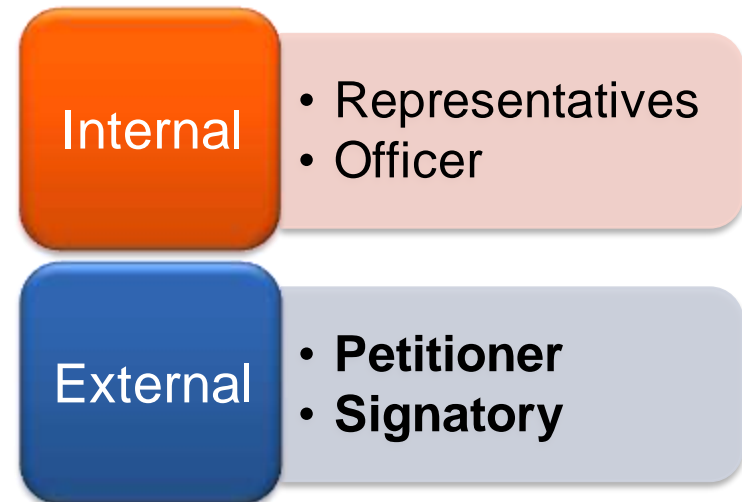 Internal
• Representatives
• Officer
External
• Petitioner
• Signatory